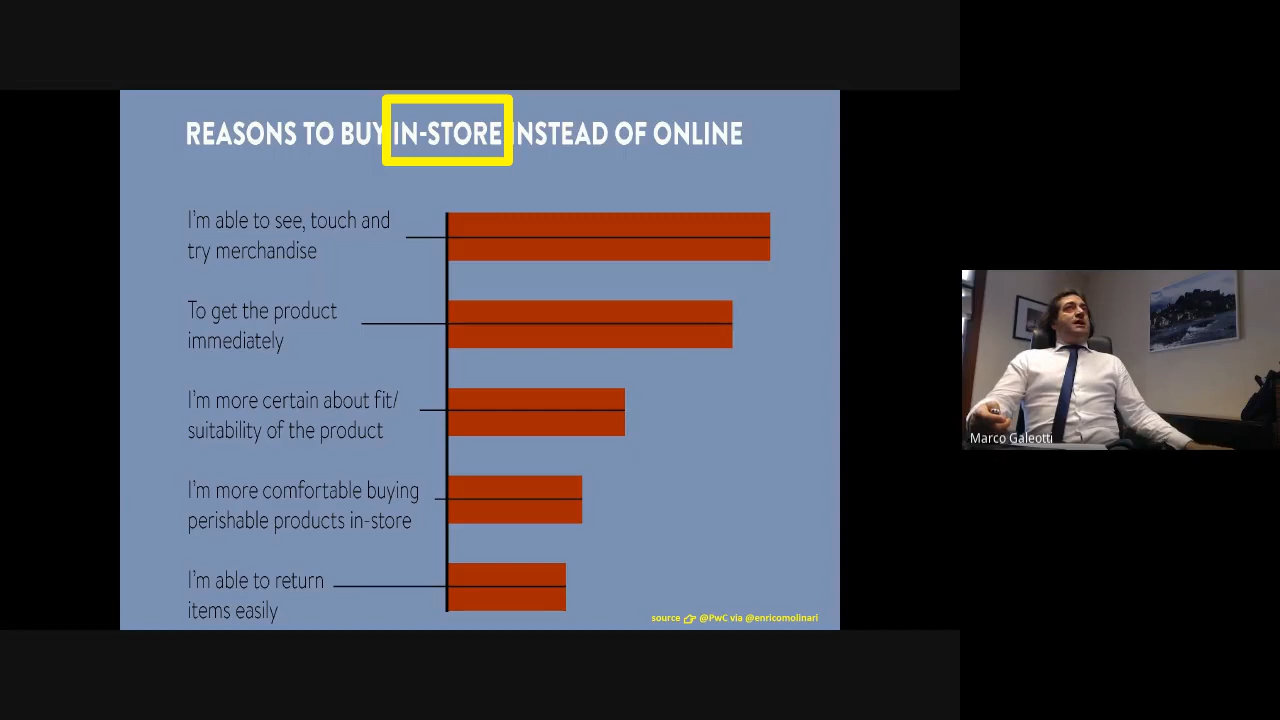 REASONS TO BUY IN-STORE INSTEAD OF ONLINE
I'm able to see, touch and
try merchandise
To get the product
immediately
I'm more certain about fit/
suitability of the product
I'm more comfortable buying
perishable products in-store
I'm able to return
items easily
source 👉 @PwC via @enricomolinari
Marco Galeotti